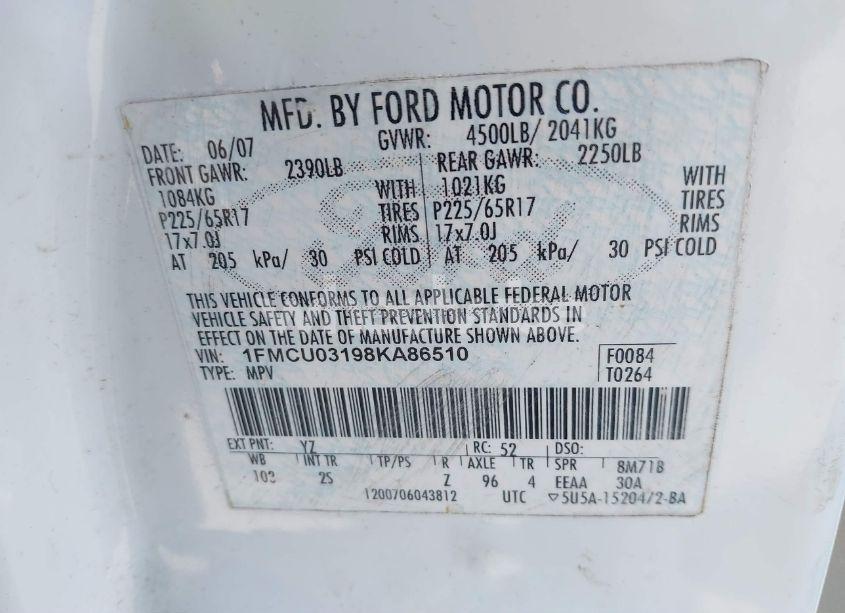 MFD. BY FORD MOTOR CO.
DATE: 06/07 GVWR: 4500LB/ 2041KG
FRONT GAWR: 2390LB REAR GAWR: 2250LB
1084KG WITH 1021KG WITH
P225/65R17 TIRES P225/65R17 TIRES
17x7.0J RIMS 17x7.0J RIMS
AT 205 kPa/ 30 PSI COLD AT 205 kPa/ 30 PSI COLD
THIS VEHICLE CONFORMS TO ALL APPLICABLE FEDERAL MOTOR
VEHICLE SAFETY AND THEFT PREVENTION STANDARDS IN
EFFECT ON THE DATE OF MANUFACTURE SHOWN ABOVE.
VIN: 1FMCU03198KA86510 F0084
TYPE: MPV T0264
EXT PNT: YZ RC: 52 DSO:
WB INT TR TP/PS R AXLE TR SPR 8M71B
103 2S Z 96 4 EEAA 30A
1200706043812 UTC ▽5U5A-15204/2-BA